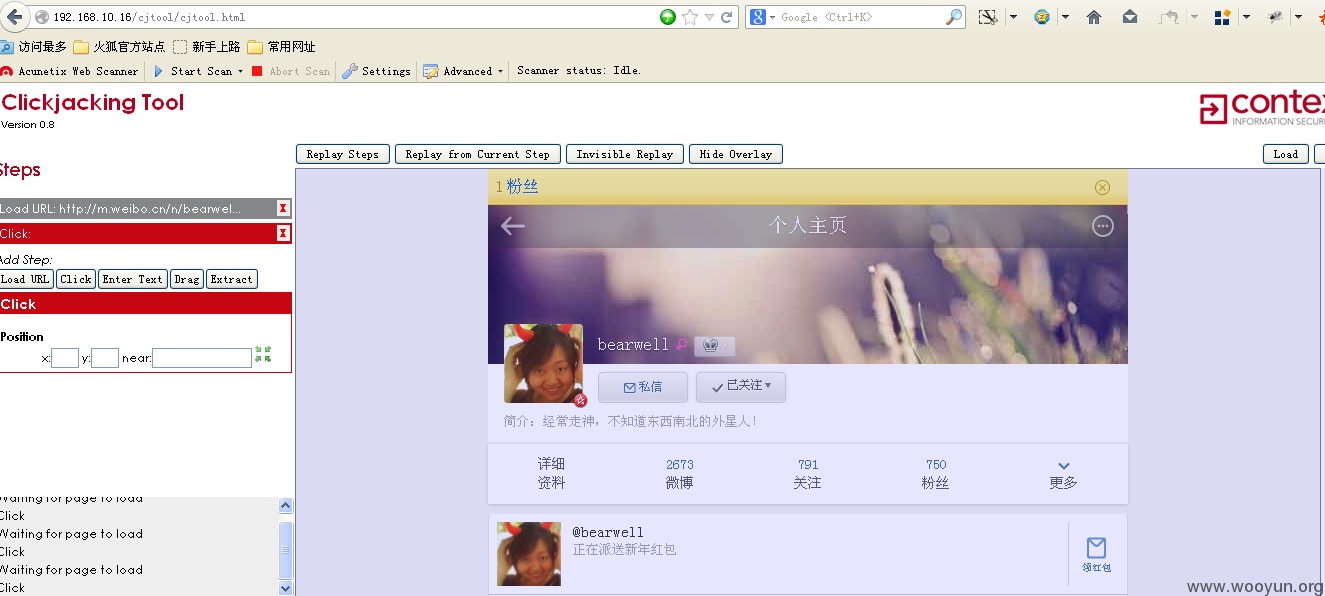 192.168.10.16/cjtool/cjtool.html
Google <Ctrl+K>
访问最多 火狐官方站点 新手上路 常用网址
Acunetix Web Scanner Start Scan Abort Scan Settings Advanced Scanner status: Idle.
Clickjacking Tool
Version 0.8
contex
INFORMATION SECUR
Replay Steps Replay from Current Step Invisible Replay Hide Overlay Load
Steps
Load URL: http://m.weibo.cn/n/bearwel... X
Click: X
Add Step:
Load URL Click Enter Text Drag Extract
Click
Position
x: y: near:
Waiting for page to load
Click
Waiting for page to load
Click
Waiting for page to load
Click
1 粉丝
个人主页
bearwell
私信 已关注
简介：经常走神，不知道东西南北的外星人！
详细 2673 791 750
资料 微博 关注 粉丝 更多
@bearwell
正在派送新年红包
领红包
www.wooyun.org